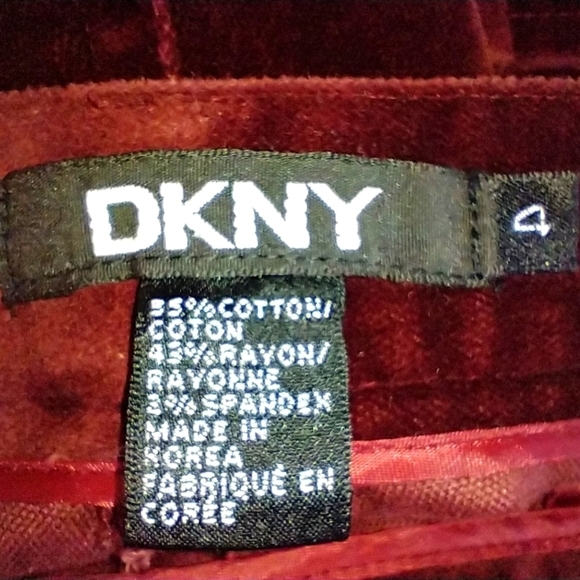 DKNY
4
55%COTTON/
COTON
42%RAYON/
RAYONNE
3% SPANDEX
MADE IN
KOREA
FABRIQUÉ EN
CORÉE